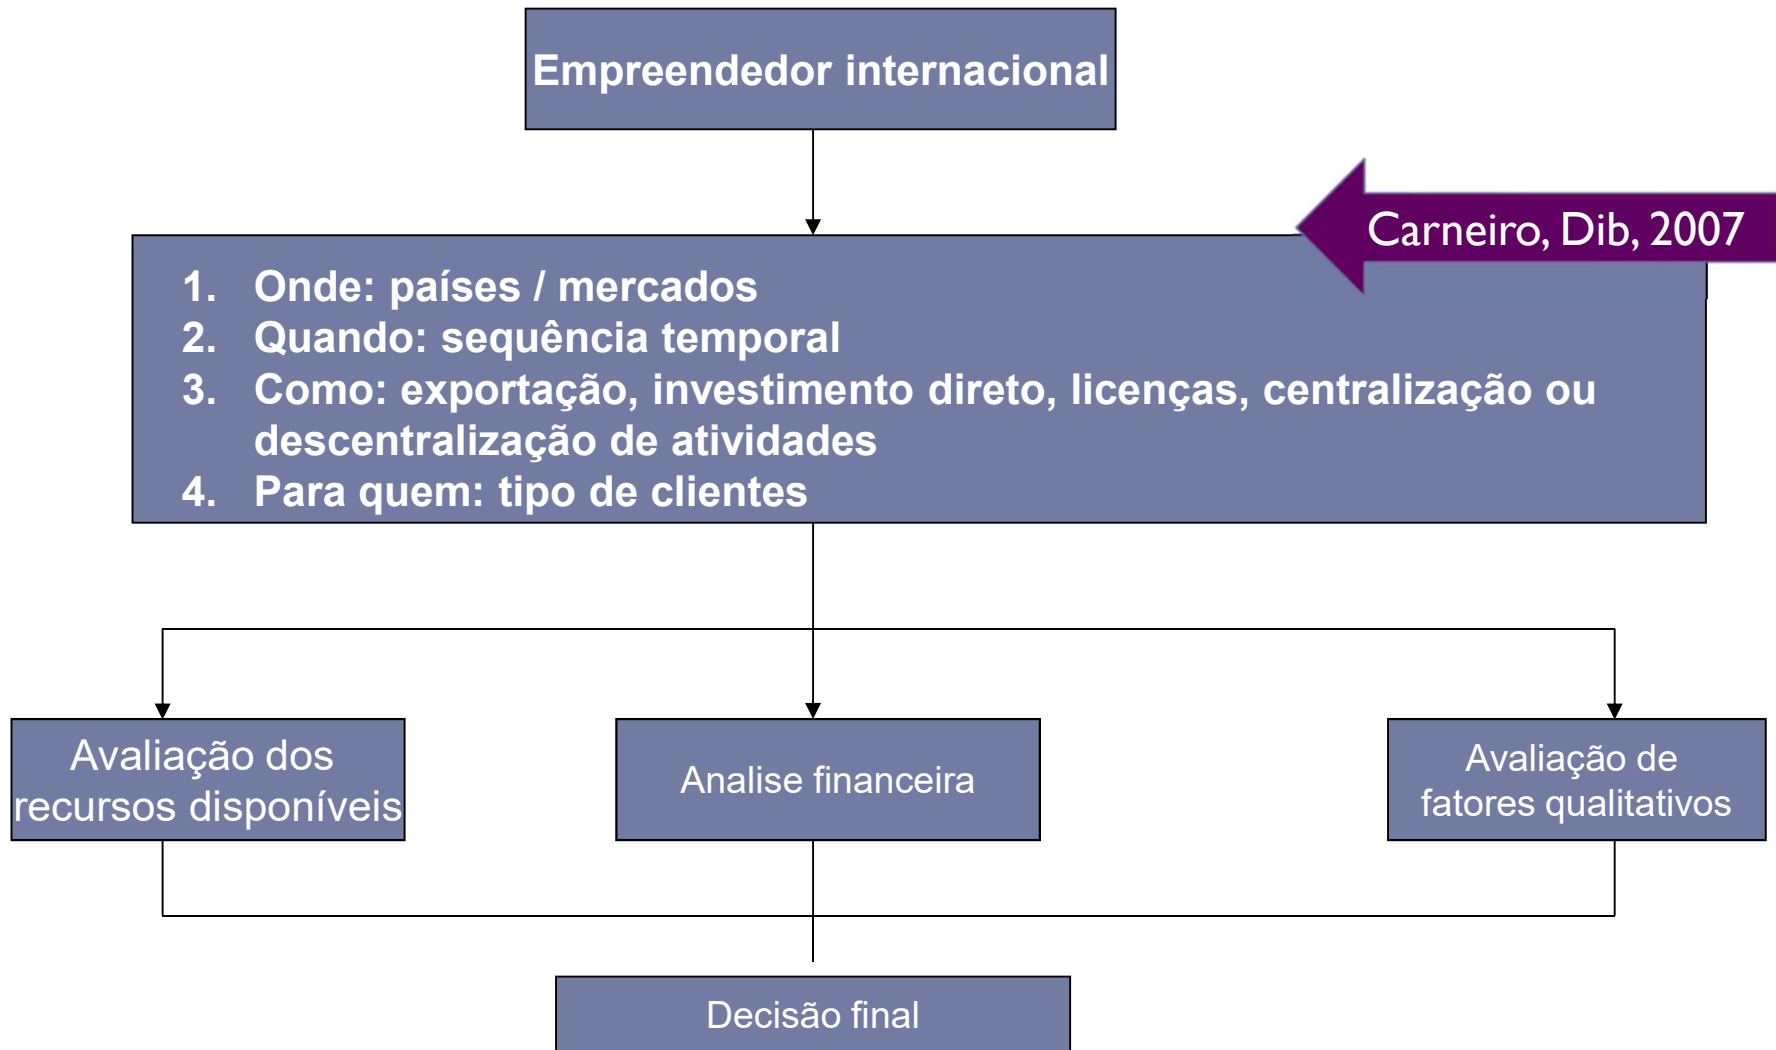 Empreendedor internacional
Carneiro, Dib, 2007
1. Onde: países / mercados
2. Quando: sequência temporal
3. Como: exportação, investimento direto, licenças, centralização ou
descentralização de atividades
4. Para quem: tipo de clientes
Avaliação dos
recursos disponíveis
Analise financeira
Avaliação de
fatores qualitativos
Decisão final